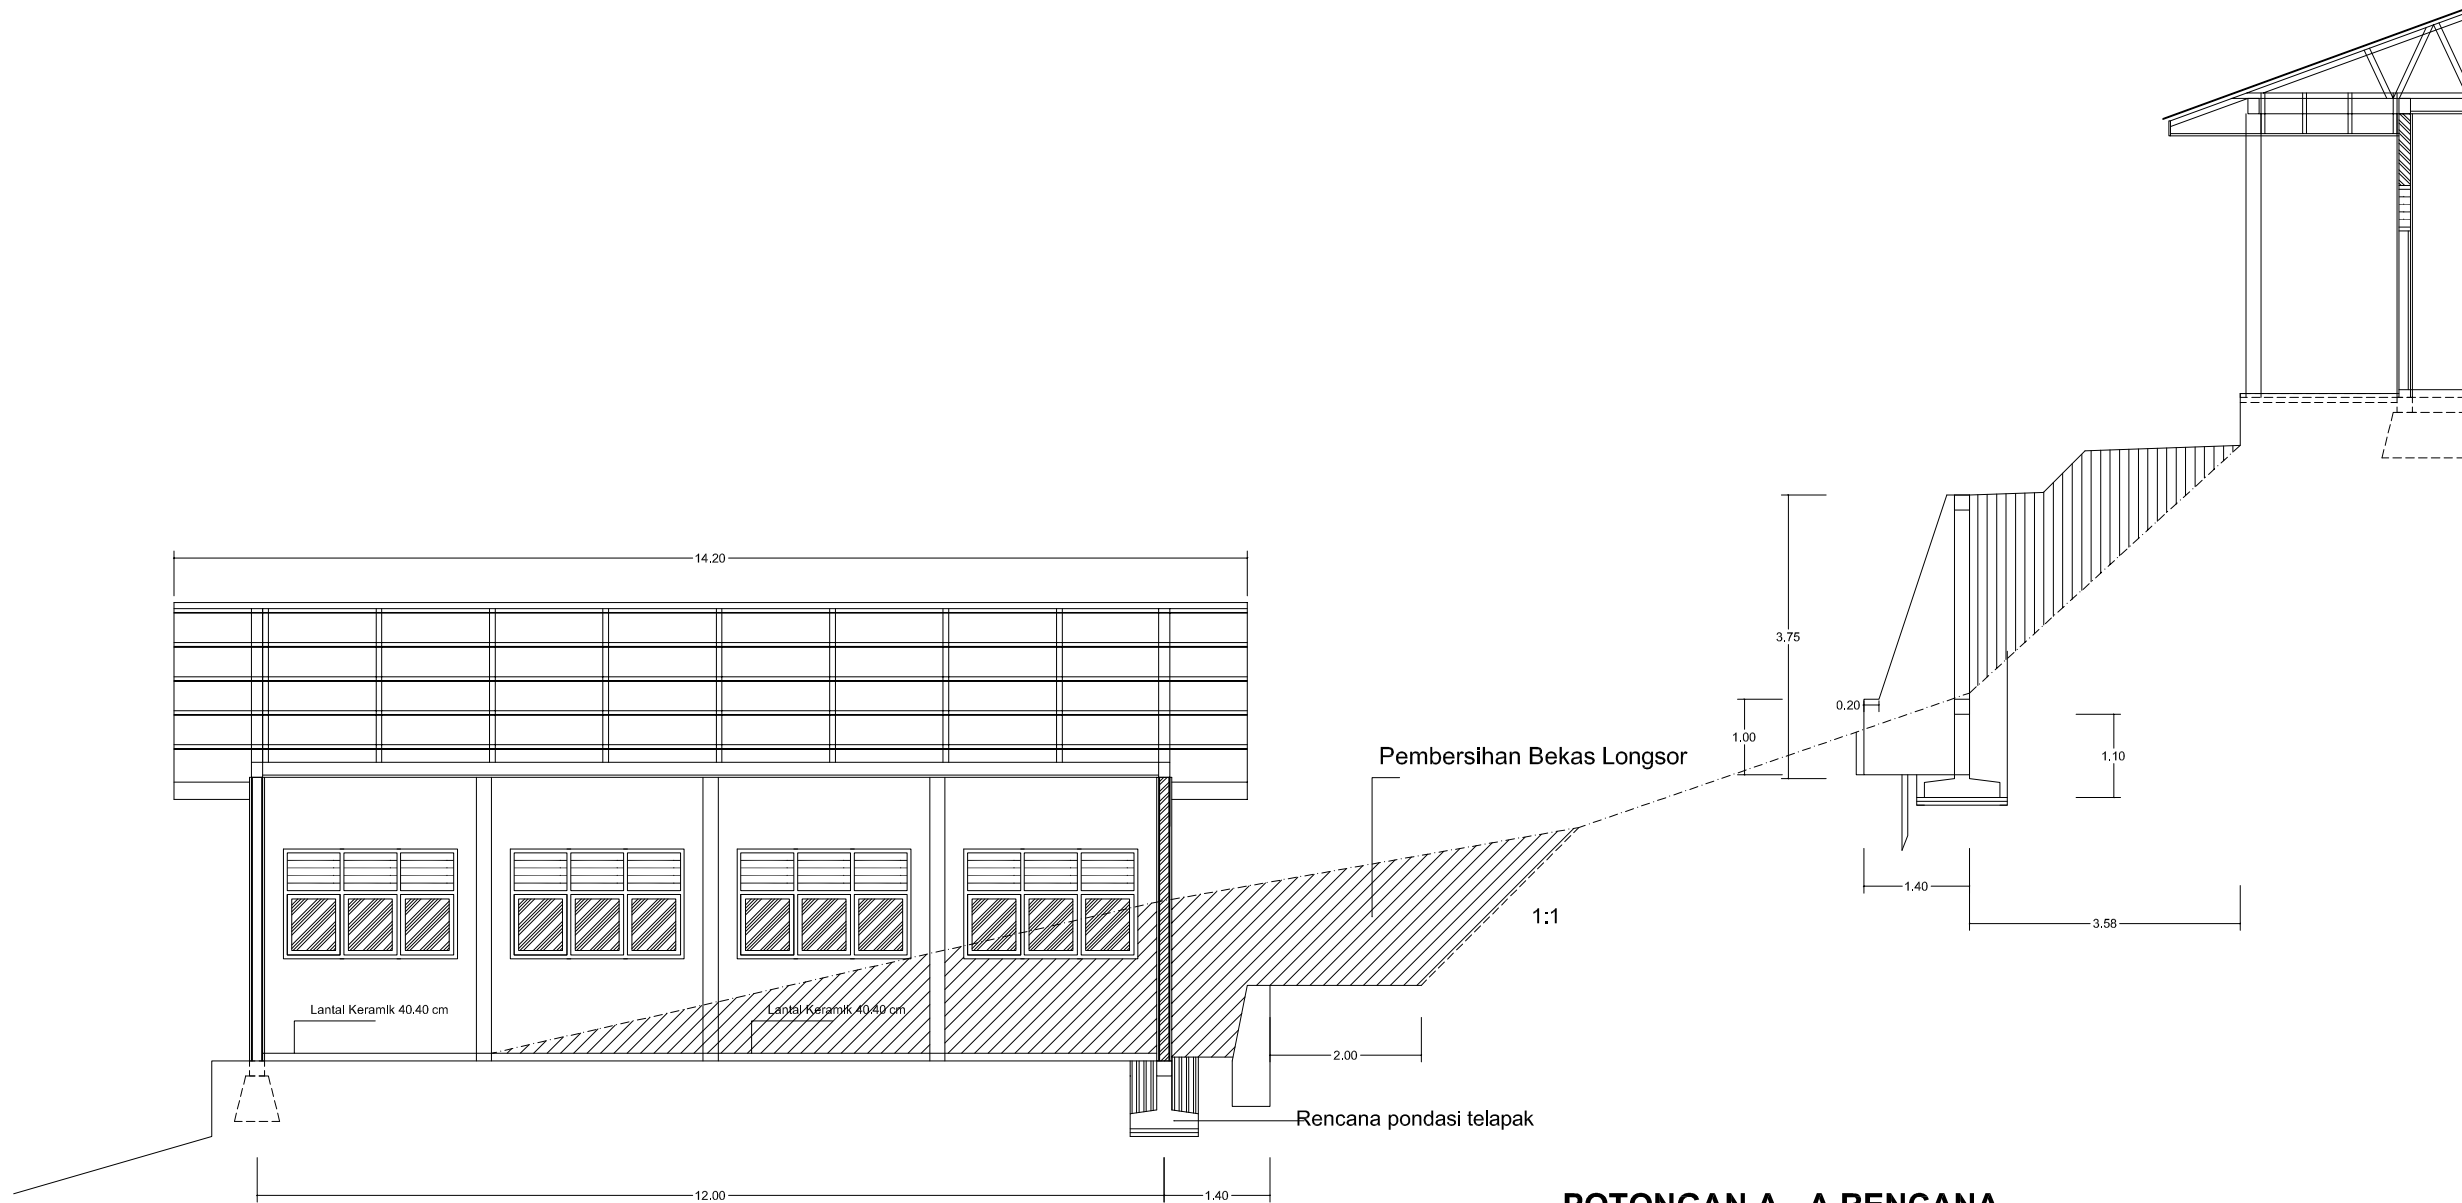 14.20
3.75
0.20
1.00
Pembersihan Bekas Longsor
1.10
1.40
1:1
3.58
Lantai Keramik 40.40 cm
Lantai Keramik 40.40 cm
2.00
Rencana pondasi telapak
12.00
1.40
POTONGAN A - A RENCANA